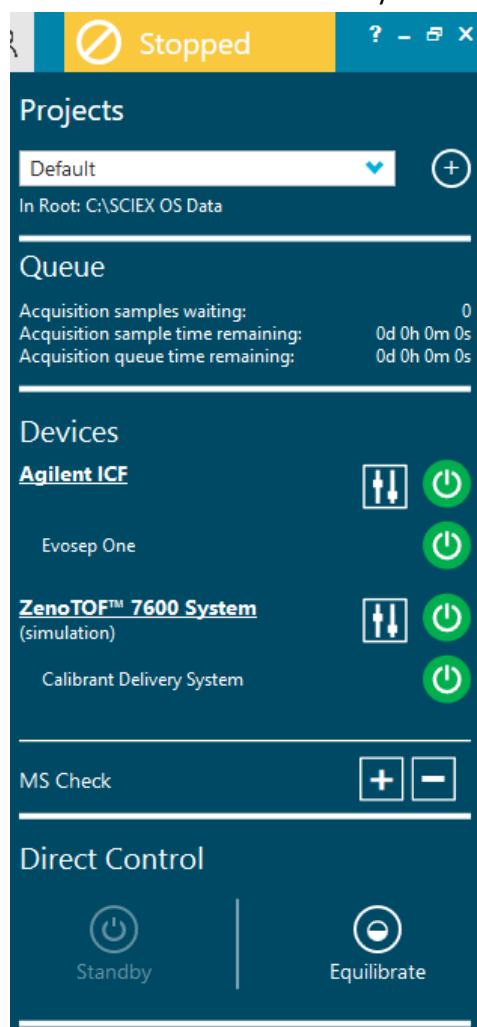 Stopped
? – X
Projects
Default
In Root: C:\SCIEX OS Data
Queue
Acquisition samples waiting: 0
Acquisition sample time remaining: 0d 0h 0m 0s
Acquisition queue time remaining: 0d 0h 0m 0s
Devices
Agilent ICF
Evosep One
ZenoTOF™ 7600 System
(simulation)
Calibrant Delivery System
MS Check + −
Direct Control
Standby Equilibrate